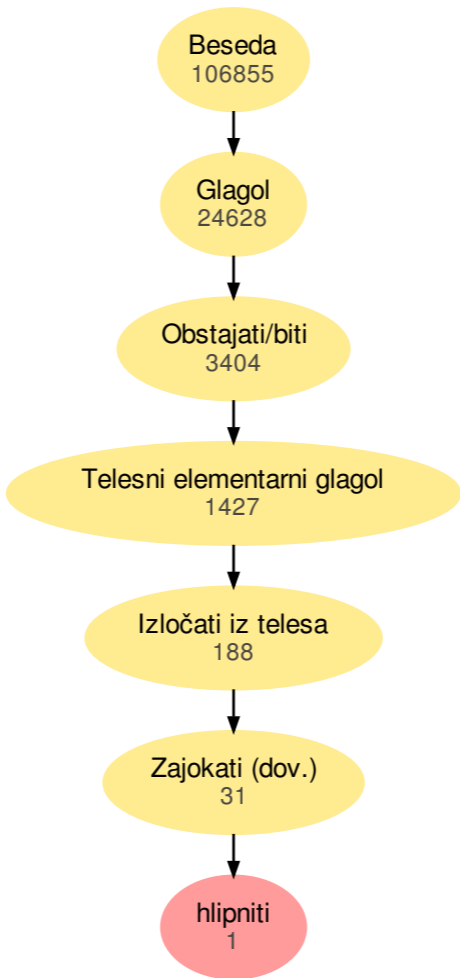 Beseda
106855
Glagol
24628
Obstajati/biti
3404
Telesni elementarni glagol
1427
Izločati iz telesa
188
Zajokati (dov.)
31
hlipniti
1